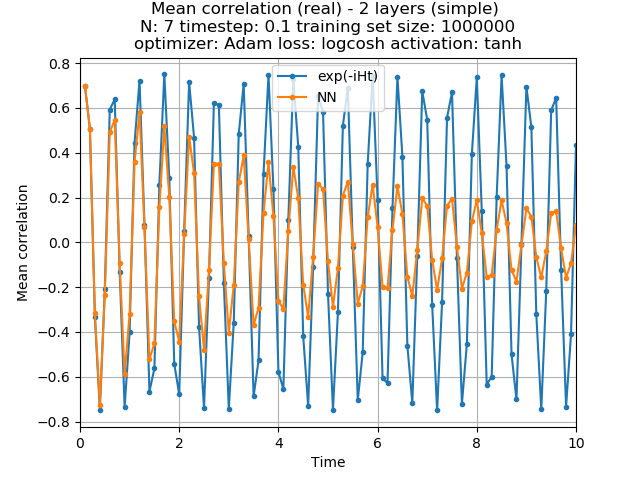 Mean correlation (real) - 2 layers (simple)
N: 7 timestep: 0.1 training set size: 1000000
optimizer: Adam loss: logcosh activation: tanh
exp(-iHt)
NN
Mean correlation
0.8
0.6
0.4
0.2
0.0
−0.2
−0.4
−0.6
−0.8
0
2
4
6
8
10
Time